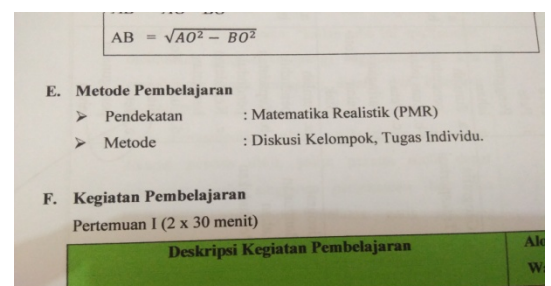 AB = √AO² − BO²
E. Metode Pembelajaran
➢ Pendekatan : Matematika Realistik (PMR)
➢ Metode : Diskusi Kelompok, Tugas Individu.
F. Kegiatan Pembelajaran
Pertemuan I (2 x 30 menit)
Deskripsi Kegiatan Pembelajaran